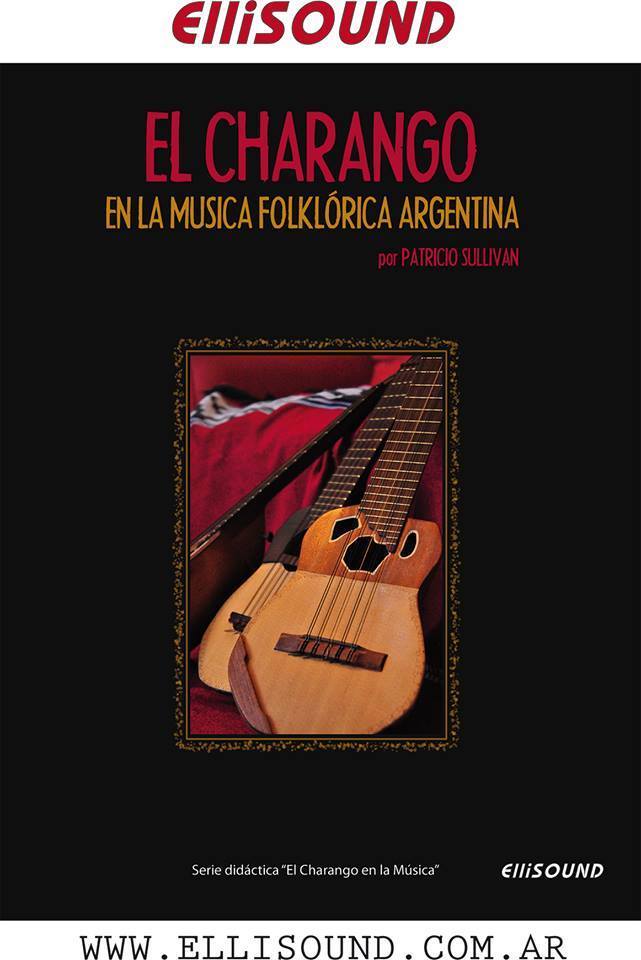 ElliSOUND
EL CHARANGO
EN LA MUSICA FOLKLÓRICA ARGENTINA
por PATRICIO SULLIVAN
Serie didáctica "El Charango en la Música"
ElliSOUND
WWW.ELLISOUND.COM.AR